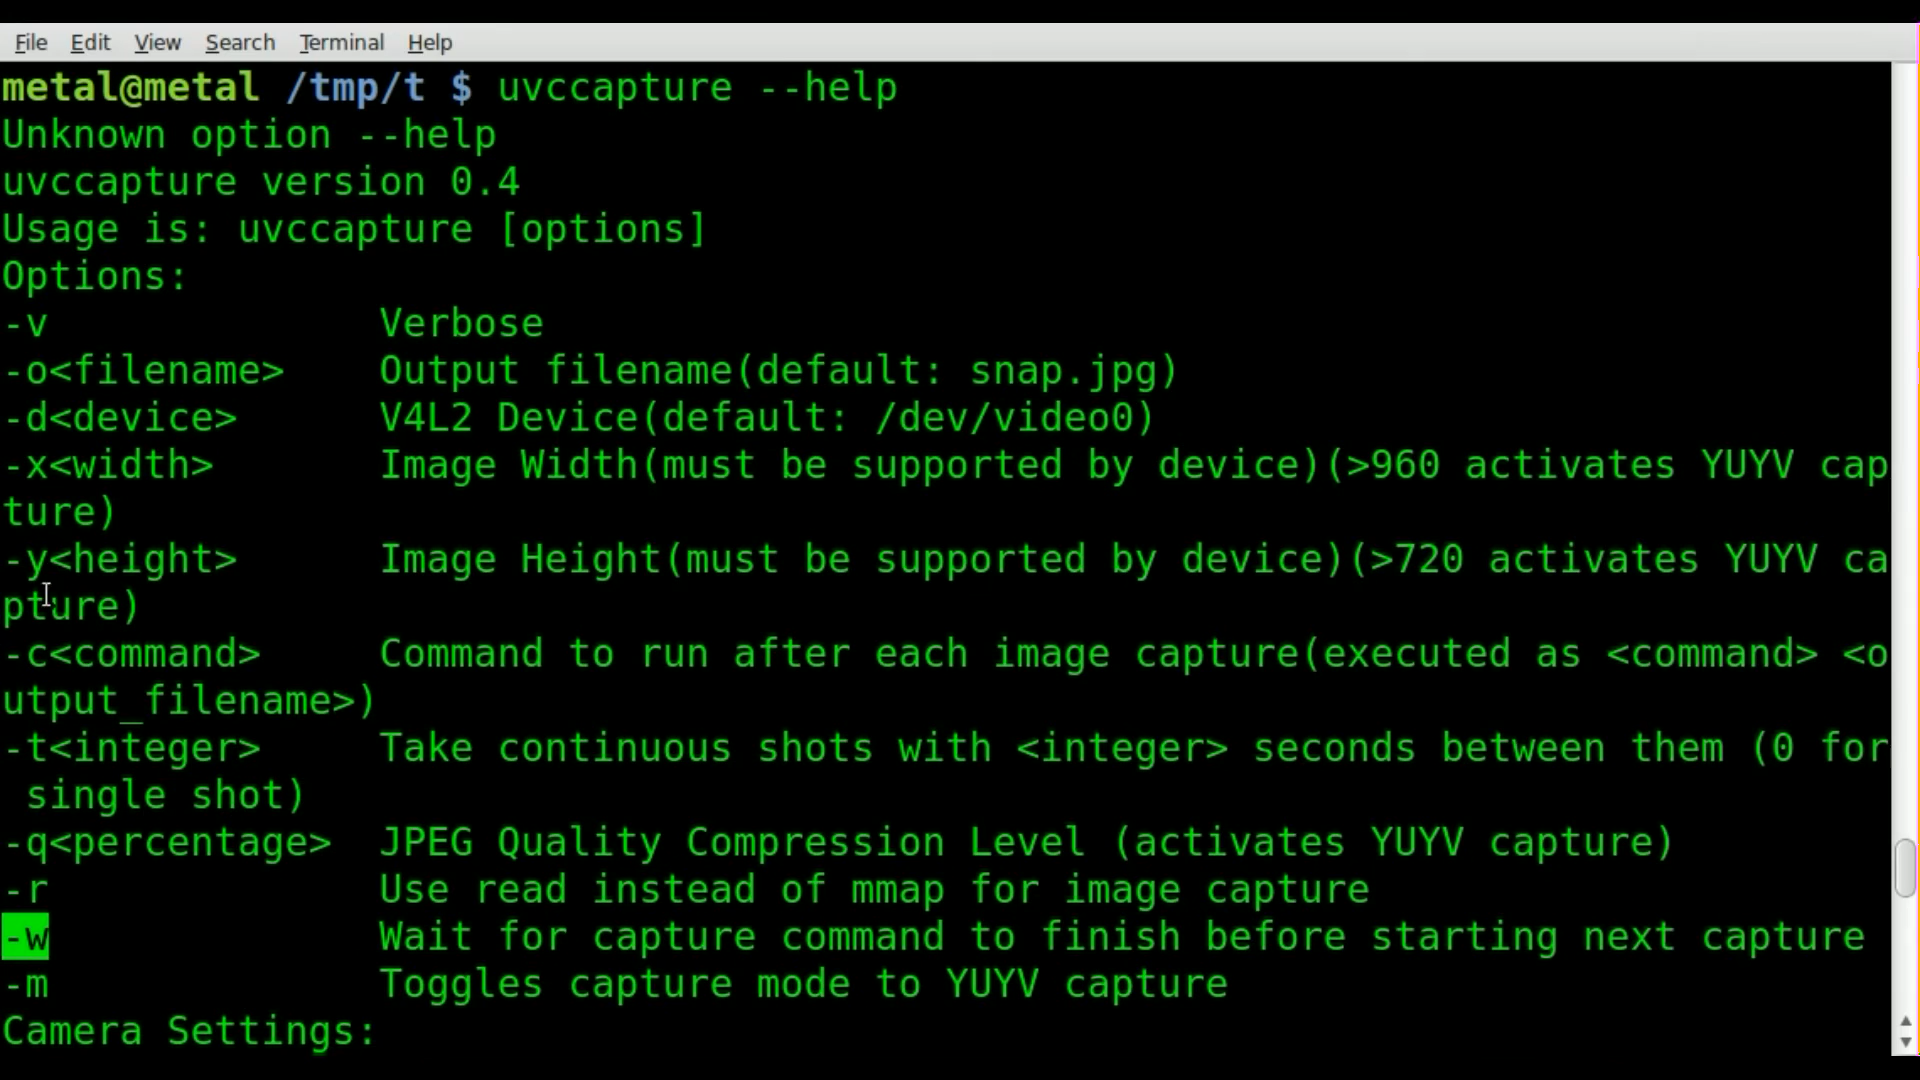 File Edit View Search Terminal Help
metal@metal /tmp/t $ uvccapture --help
Unknown option --help
uvccapture version 0.4
Usage is: uvccapture [options]
Options:
-v              Verbose
-o<filename>    Output filename(default: snap.jpg)
-d<device>      V4L2 Device(default: /dev/video0)
-x<width>       Image Width(must be supported by device)(>960 activates YUYV cap
ture)
-y<height>      Image Height(must be supported by device)(>720 activates YUYV ca
pture)
-c<command>     Command to run after each image capture(executed as <command> <o
utput_filename>)
-t<integer>     Take continuous shots with <integer> seconds between them (0 for
 single shot)
-q<percentage>  JPEG Quality Compression Level (activates YUYV capture)
-r              Use read instead of mmap for image capture
-w              Wait for capture command to finish before starting next capture
-m              Toggles capture mode to YUYV capture
Camera Settings: